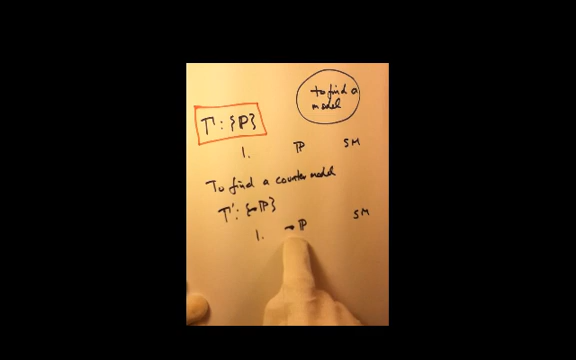 to find a
model
Γ: {ℙ}
1. ℙ SM
To find a countermodel
Γ': {¬ℙ}
1. ¬ℙ SM